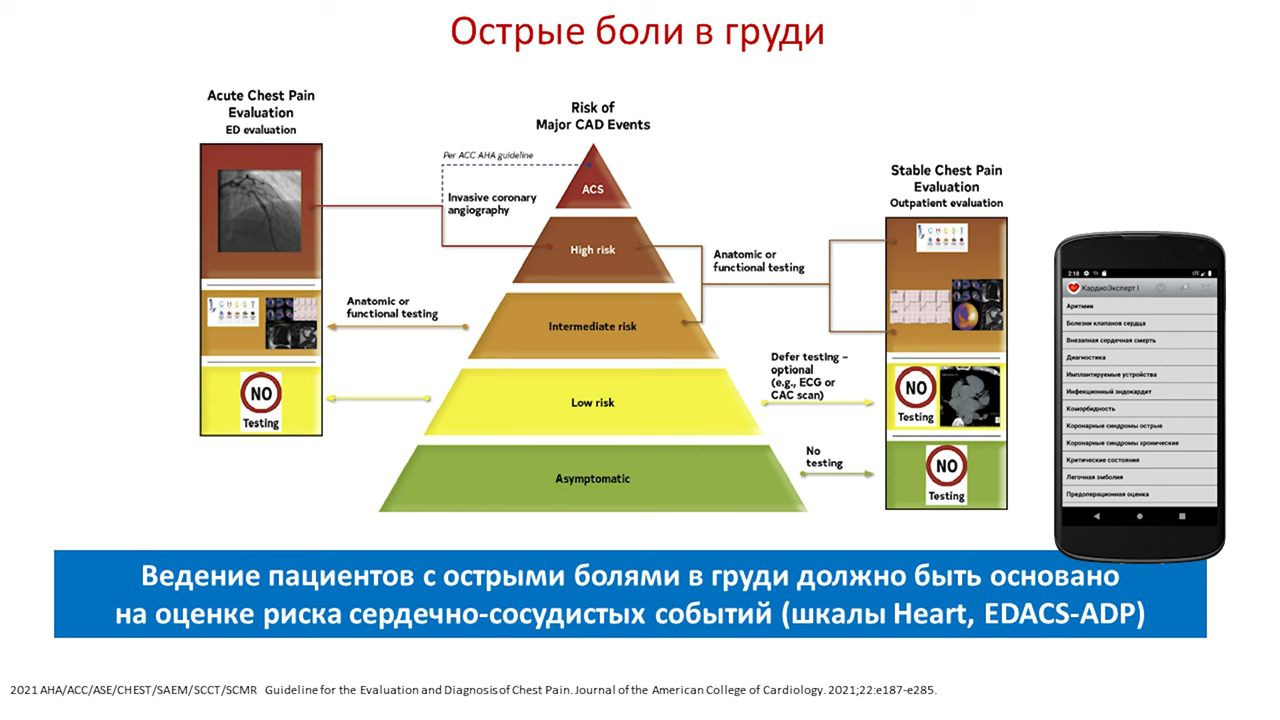 Острые боли в груди
Acute Chest Pain
Evaluation
ED evaluation
NO
Testing
Risk of
Major CAD Events
Per ACC AHA guideline
Invasive coronary
angiography
Anatomic or
functional testing
ACS
High risk
Intermediate risk
Low risk
Asymptomatic
Anatomic or
functional testing
Defer testing –
optional
(e.g., ECG or
CAC scan)
No
testing
Stable Chest Pain
Evaluation
Outpatient evaluation
CHEST
NO
Testing
NO
Testing
CHEST
2:10
LTE
КардиоЭксперт I
Аритмии
Болезни клапанов сердца
Внезапная сердечная смерть
Диагностика
Имплантируемые устройства
Инфекционный эндокардит
Коморбидность
Коронарные синдромы острые
Коронарные синдромы хронические
Критические состояния
Легочная эмболия
Предоперационная оценка
Ведение пациентов с острыми болями в груди должно быть основано
на оценке риска сердечно-сосудистых событий (шкалы Heart, EDACS-ADP)
2021 AHA/ACC/ASE/CHEST/SAEM/SCCT/SCMR Guideline for the Evaluation and Diagnosis of Chest Pain. Journal of the American College of Cardiology. 2021;22:e187-e285.